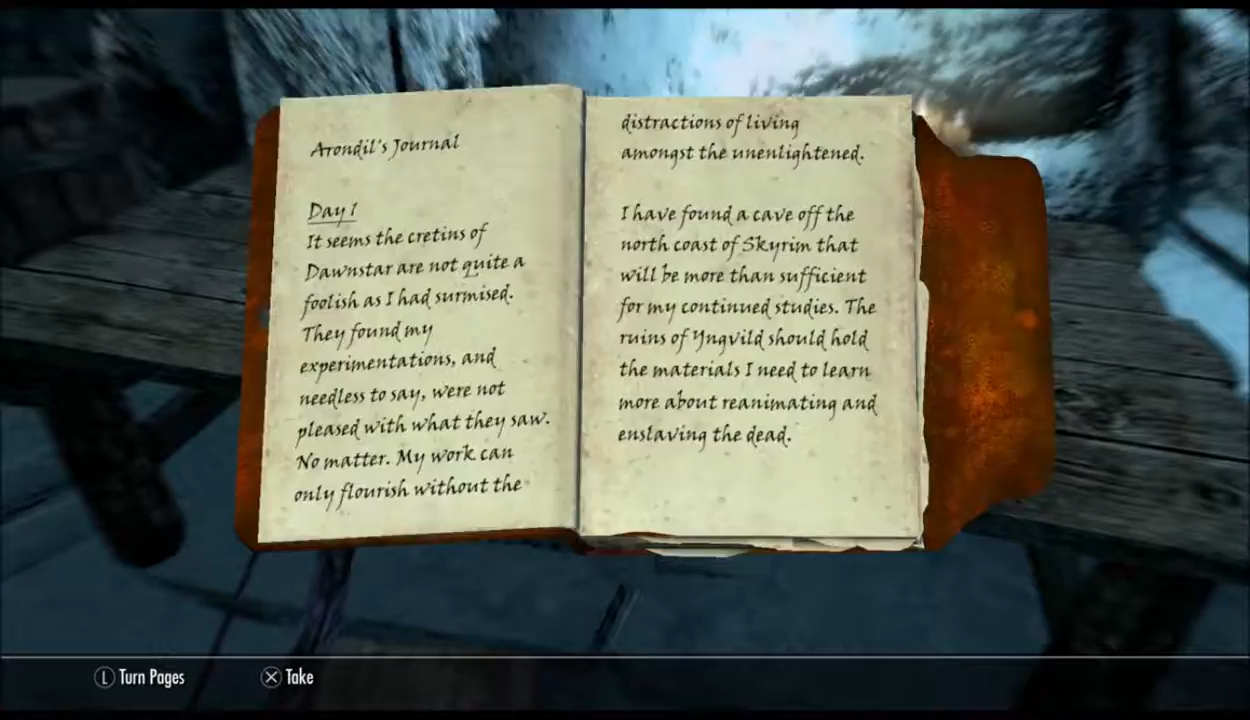 Arondil's Journal
Day 1
It seems the cretins of
Dawnstar are not quite a
foolish as I had surmised.
They found my
experimentations, and
needless to say, were not
pleased with what they saw.
No matter. My work can
only flourish without the
distractions of living
amongst the unenlightened.
I have found a cave off the
north coast of Skyrim that
will be more than sufficient
for my continued studies. The
ruins of Yngvild should hold
the materials I need to learn
more about reanimating and
enslaving the dead.
L Turn Pages
X Take